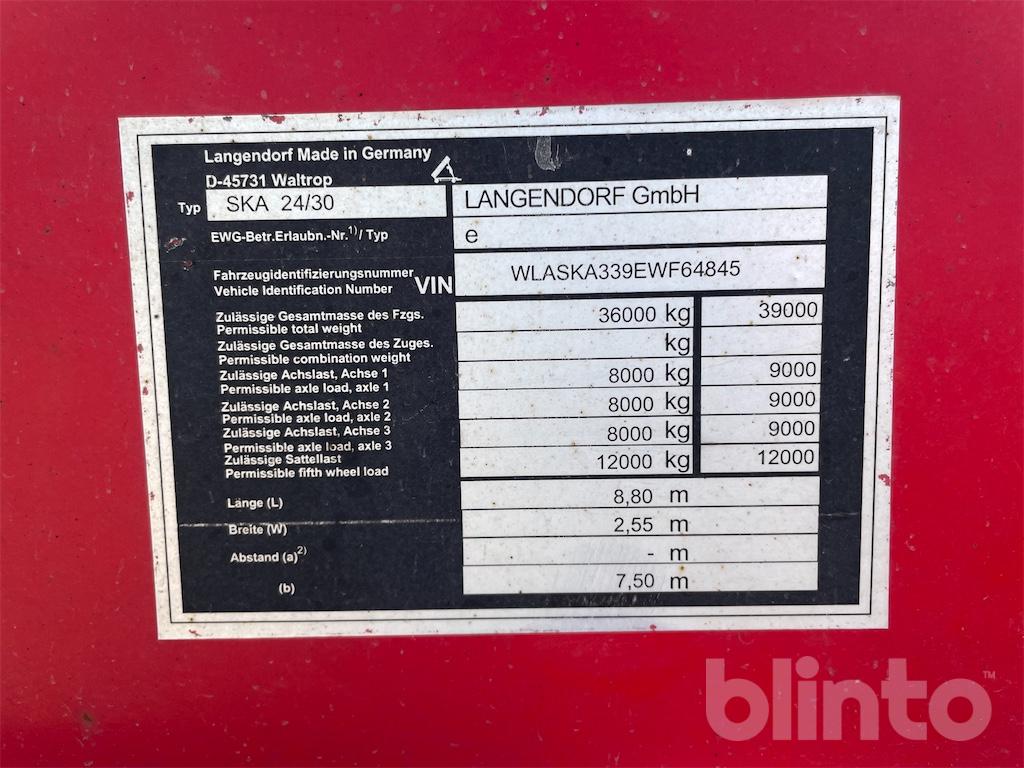 Langendorf Made in Germany
D-45731 Waltrop
Typ SKA 24/30 LANGENDORF GmbH
EWG-Betr.Erlaubn.-Nr.1)/ Typ e
Fahrzeugidentifizierungsnummer
Vehicle Identification Number VIN WLASKA339EWF64845
Zulässige Gesamtmasse des Fzgs.
Permissible total weight 36000 kg 39000
Zulässige Gesamtmasse des Zuges.
Permissible combination weight kg
Zulässige Achslast, Achse 1
Permissible axle load, axle 1 8000 kg 9000
Zulässige Achslast, Achse 2
Permissible axle load, axle 2 8000 kg 9000
Zulässige Achslast, Achse 3
Permissible axle load, axle 3 8000 kg 9000
Zulässige Sattellast
Permissible fifth wheel load 12000 kg 12000
Länge (L) 8,80 m
Breite (W) 2,55 m
Abstand (a)2) - m
(b) 7,50 m
blinto™